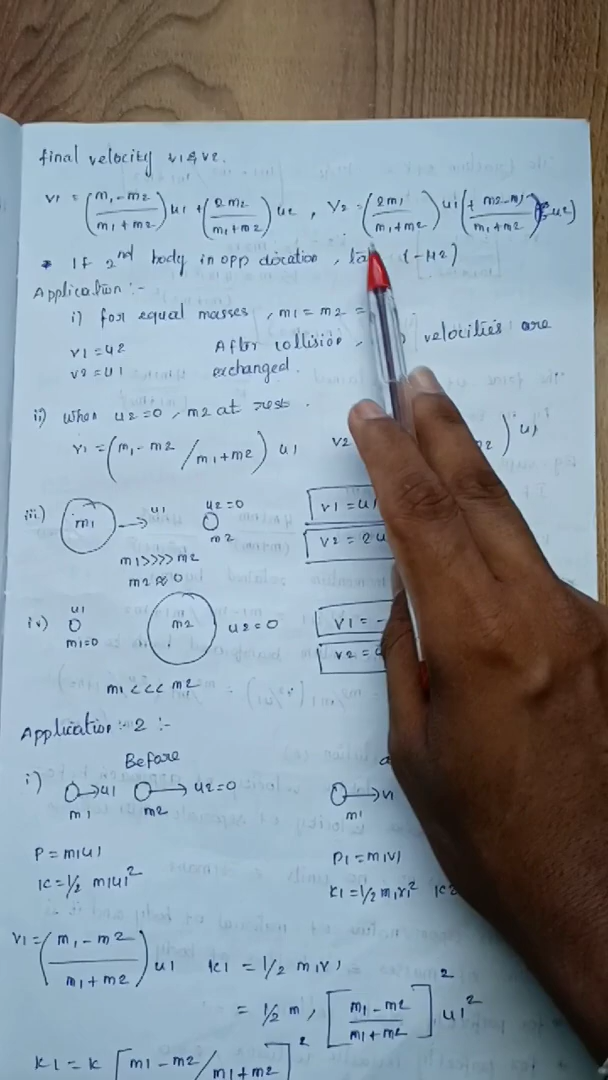 final velocity v1 & v2.
v1 = (m1 - m2 / m1 + m2) u1 + (2m2 / m1 + m2) u2 , v2 = (2m1 / m1 + m2) u1 (+ m2 - m1 / m1 + m2) u2)
* If 2nd body in opp direction , (-u2)
Application :-
i) for equal masses , m1 = m2 =
v1 = u2 After collision, velocities are
v2 = u1 exchanged.
ii) when u2=0 , m2 at rest .
v1 = (m1 - m2 / m1 + m2) u1 v2 ) u1
iii) m1 → u1 u2=0 m2 v1 = u1
m1 >>>> m2 v2 = 2u
m2 ≈ 0
iv) u1 m1=0 m2 u2=0 v1 = -
v2 =
m1 <<< m2
Application :- 2 :-
Before
i) → u1 → u2=0 → v1
m1 m2 m1
P = m1u1 P1 = m1v1
K = 1/2 m1u1² K1 = 1/2 m1v1² K2
v1 = (m1 - m2 / m1 + m2) u1 K1 = 1/2 m1v1
= 1/2 m1 [m1 - m2 / m1 + m2]² u1²
K1 = K [m1 - m2 / m1 + m2]²